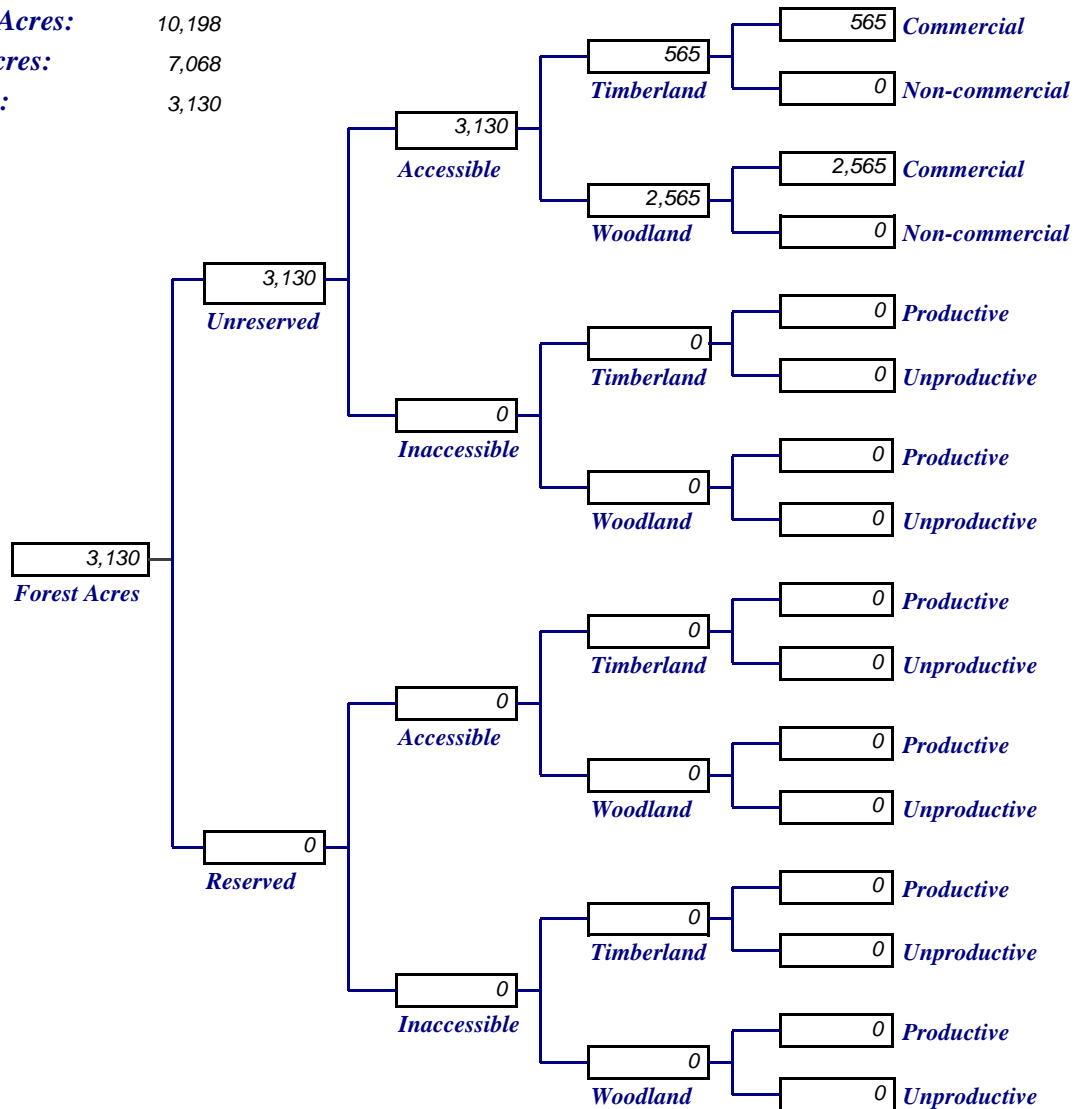 Acres: 10,198
cres: 7,068
: 3,130
565 Commercial
565
Timberland
0 Non-commercial
3,130
Accessible
2,565 Commercial
2,565
Woodland
0 Non-commercial
3,130
Unreserved
0 Productive
0
Timberland
0 Unproductive
0
Inaccessible
0 Productive
0
Woodland
0 Unproductive
3,130
Forest Acres
0 Productive
0
Timberland
0 Unproductive
0
Accessible
0 Productive
0
Woodland
0 Unproductive
0
Reserved
0 Productive
0
Timberland
0 Unproductive
0
Inaccessible
0 Productive
0
Woodland
0 Unproductive